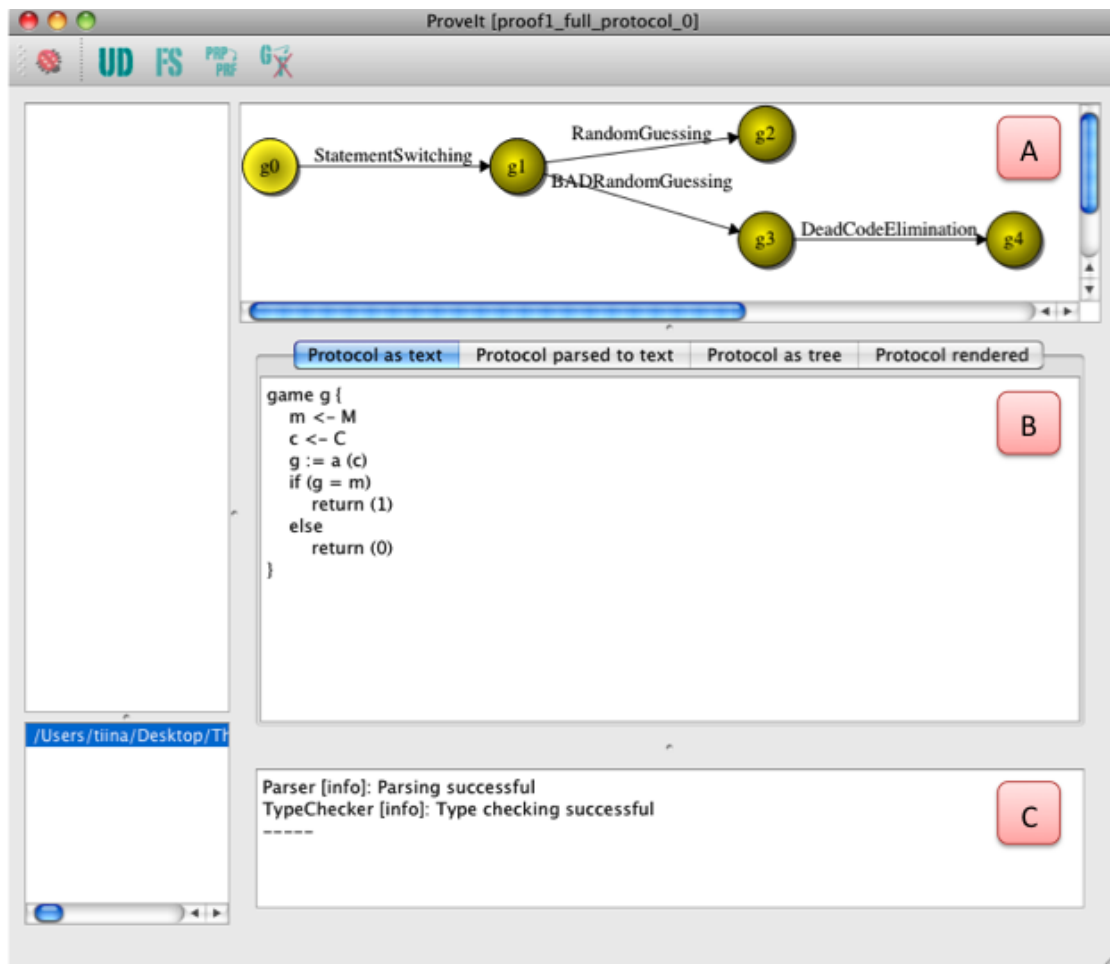 ProveIt [proof1_full_protocol_0]
UD FS PRP PRF G
g0 StatementSwitching g1 RandomGuessing g2
BADRandomGuessing
g3 DeadCodeElimination g4
A
Protocol as text Protocol parsed to text Protocol as tree Protocol rendered
game g {
m <- M
c <- C
g := a (c)
if (g = m)
return (1)
else
return (0)
}
B
/Users/tiina/Desktop/Th
Parser [info]: Parsing successful
TypeChecker [info]: Type checking successful
-----
C